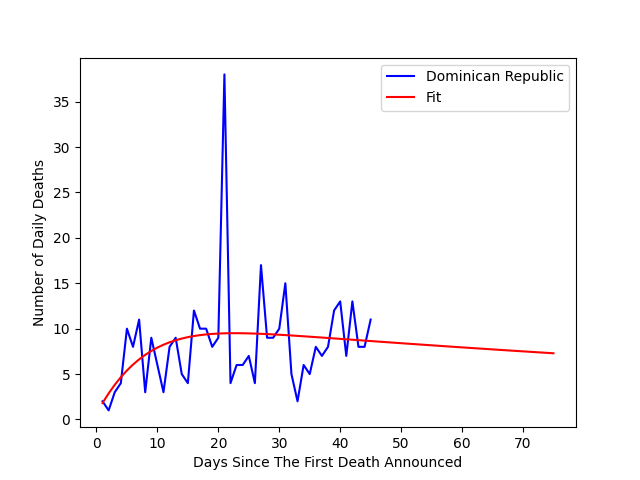 Dominican Republic
Fit
35
30
25
20
15
10
5
0
Number of Daily Deaths
0 10 20 30 40 50 60 70
Days Since The First Death Announced